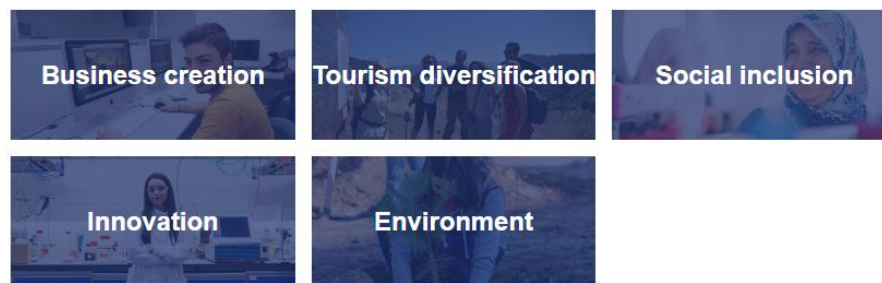 Business creation
Tourism diversification
Social inclusion
Innovation
Environment